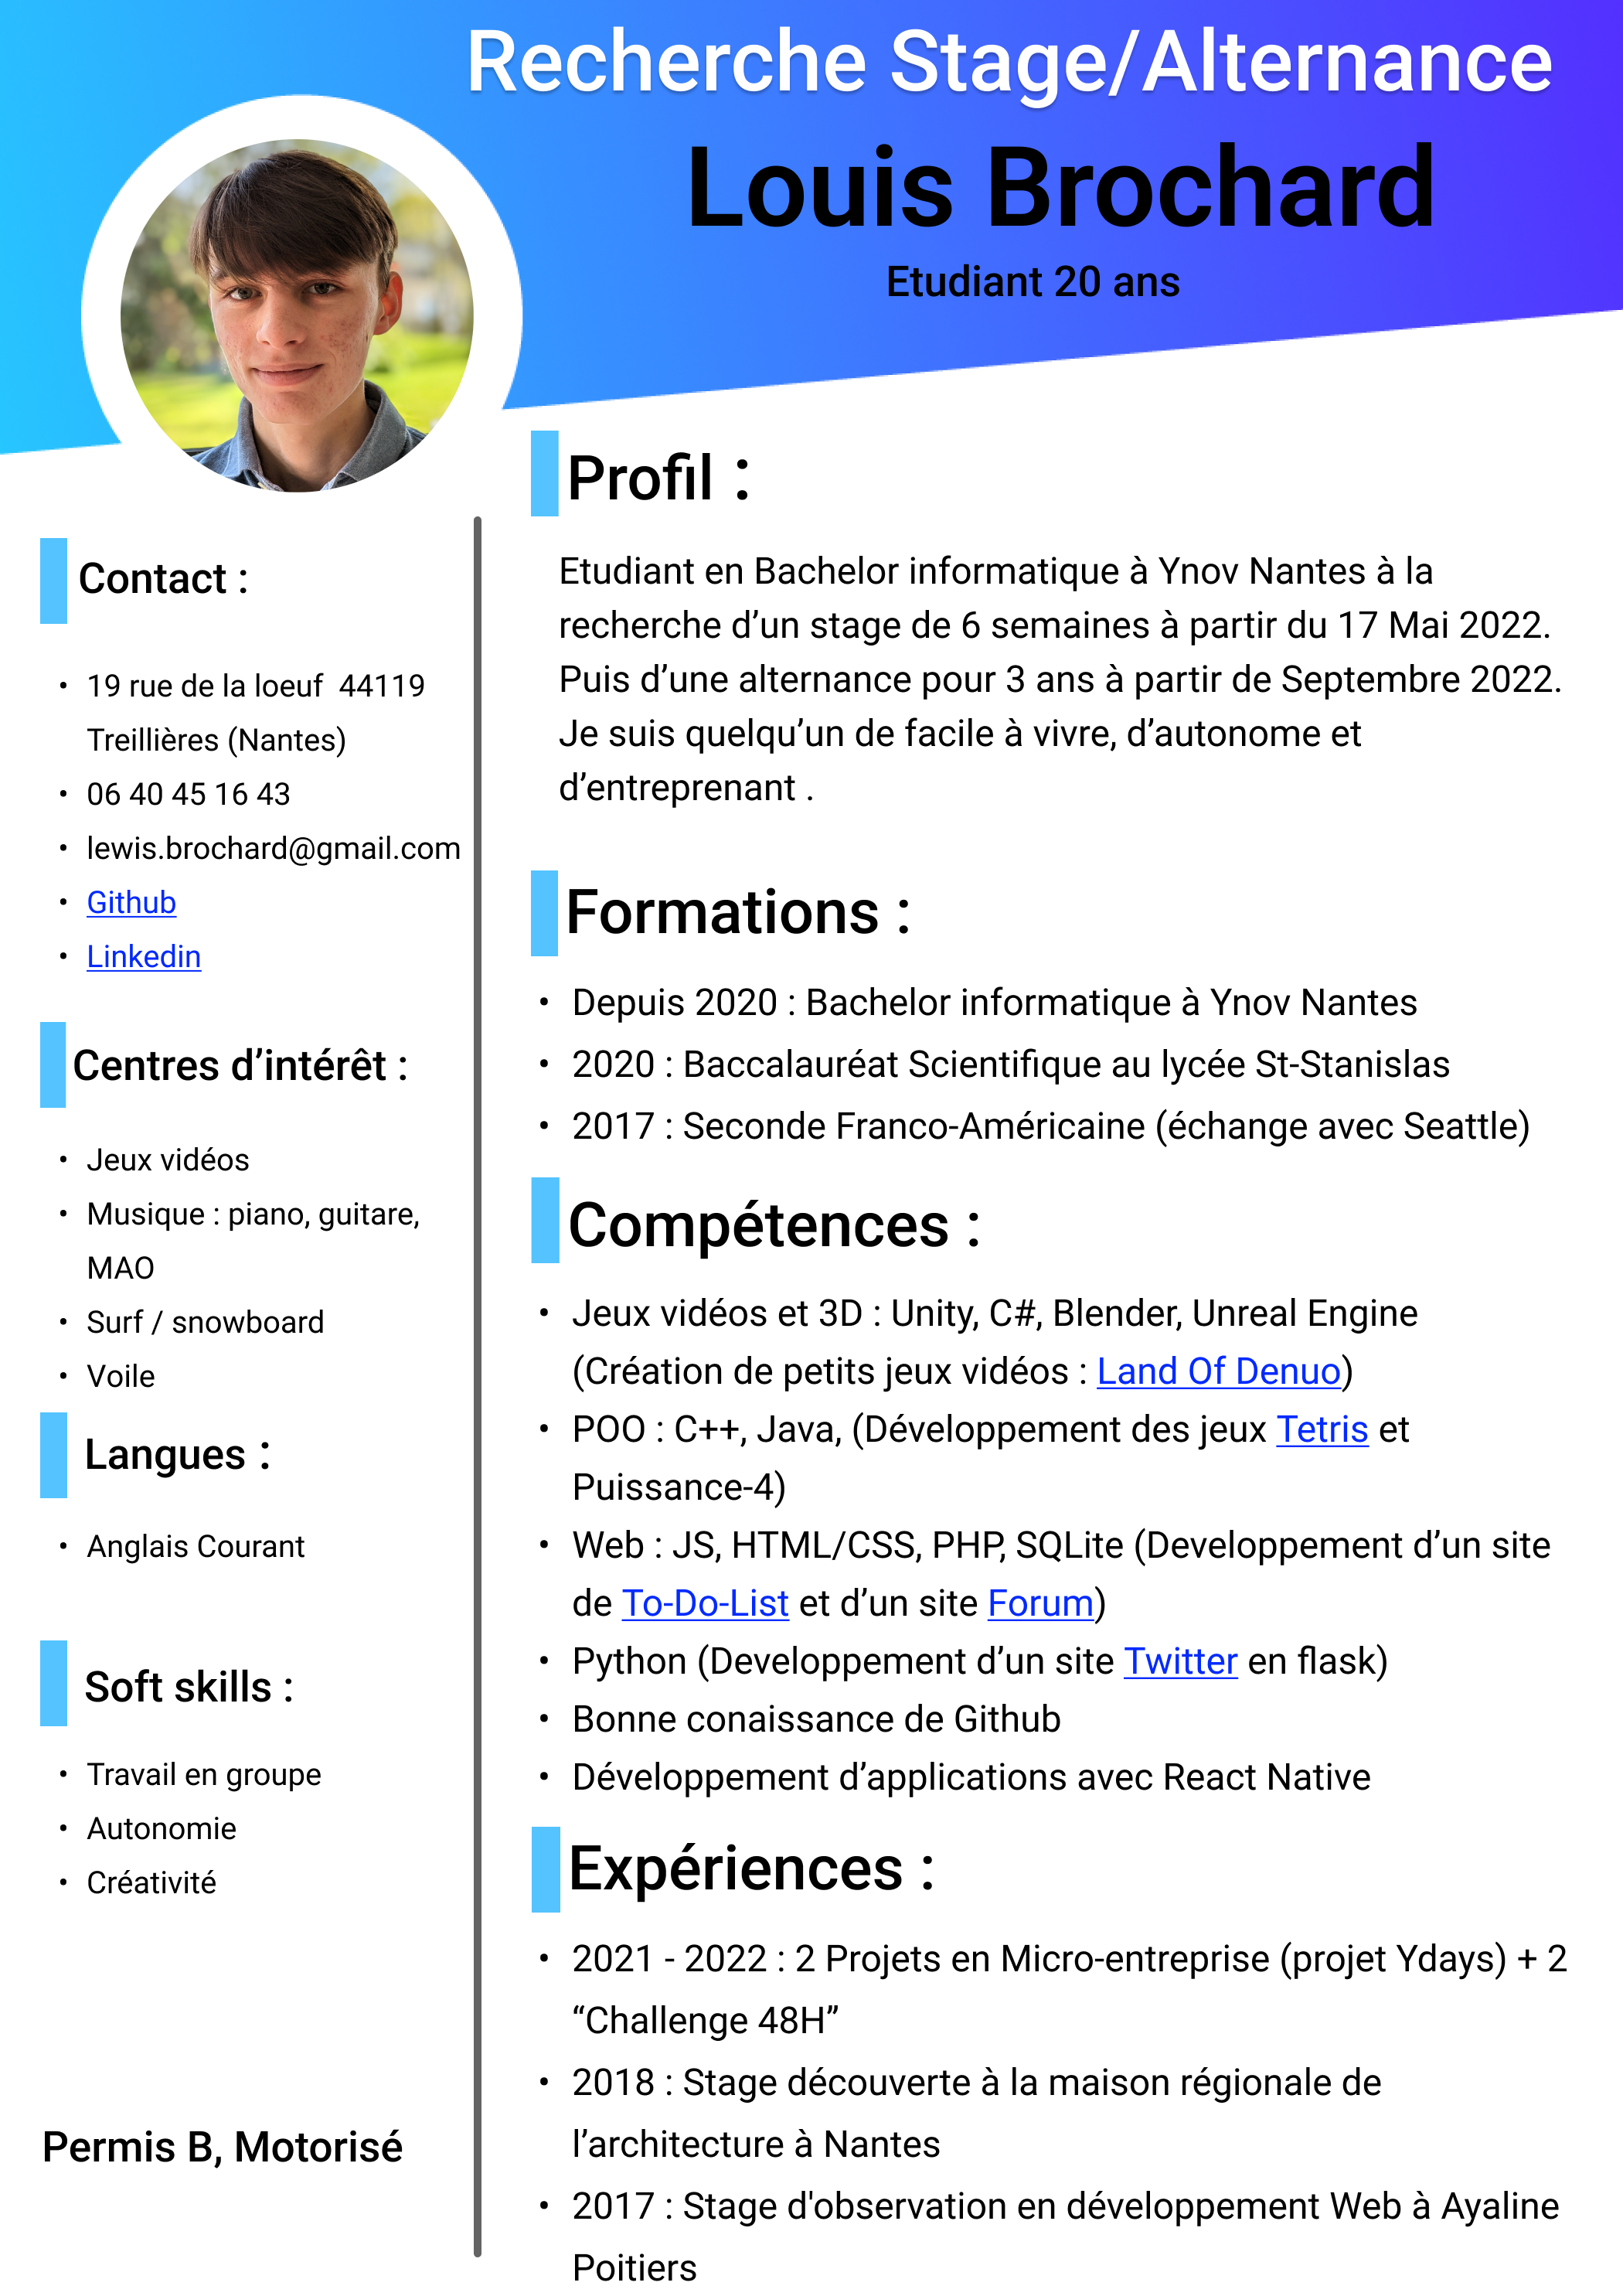 Recherche Stage/Alternance
Louis Brochard
Etudiant 20 ans
Contact :
• 19 rue de la loeuf  44119
Treillières (Nantes)
• 06 40 45 16 43
• lewis.brochard@gmail.com
• Github
• Linkedin
Centres d’intérêt :
• Jeux vidéos
• Musique : piano, guitare,
MAO
• Surf / snowboard
• Voile
Langues :
• Anglais Courant
Soft skills :
• Travail en groupe
• Autonomie
• Créativité
Permis B, Motorisé
Profil :
Etudiant en Bachelor informatique à Ynov Nantes à la
recherche d’un stage de 6 semaines à partir du 17 Mai 2022.
Puis d’une alternance pour 3 ans à partir de Septembre 2022.
Je suis quelqu’un de facile à vivre, d’autonome et
d’entreprenant .
Formations :
• Depuis 2020 : Bachelor informatique à Ynov Nantes
• 2020 : Baccalauréat Scientifique au lycée St-Stanislas
• 2017 : Seconde Franco-Américaine (échange avec Seattle)
Compétences :
• Jeux vidéos et 3D : Unity, C#, Blender, Unreal Engine
(Création de petits jeux vidéos : Land Of Denuo)
• POO : C++, Java, (Développement des jeux Tetris et
Puissance-4)
• Web : JS, HTML/CSS, PHP, SQLite (Developpement d’un site
de To-Do-List et d’un site Forum)
• Python (Developpement d’un site Twitter en flask)
• Bonne conaissance de Github
• Développement d’applications avec React Native
Expériences :
• 2021 - 2022 : 2 Projets en Micro-entreprise (projet Ydays) + 2
“Challenge 48H”
• 2018 : Stage découverte à la maison régionale de
l’architecture à Nantes
• 2017 : Stage d'observation en développement Web à Ayaline
Poitiers